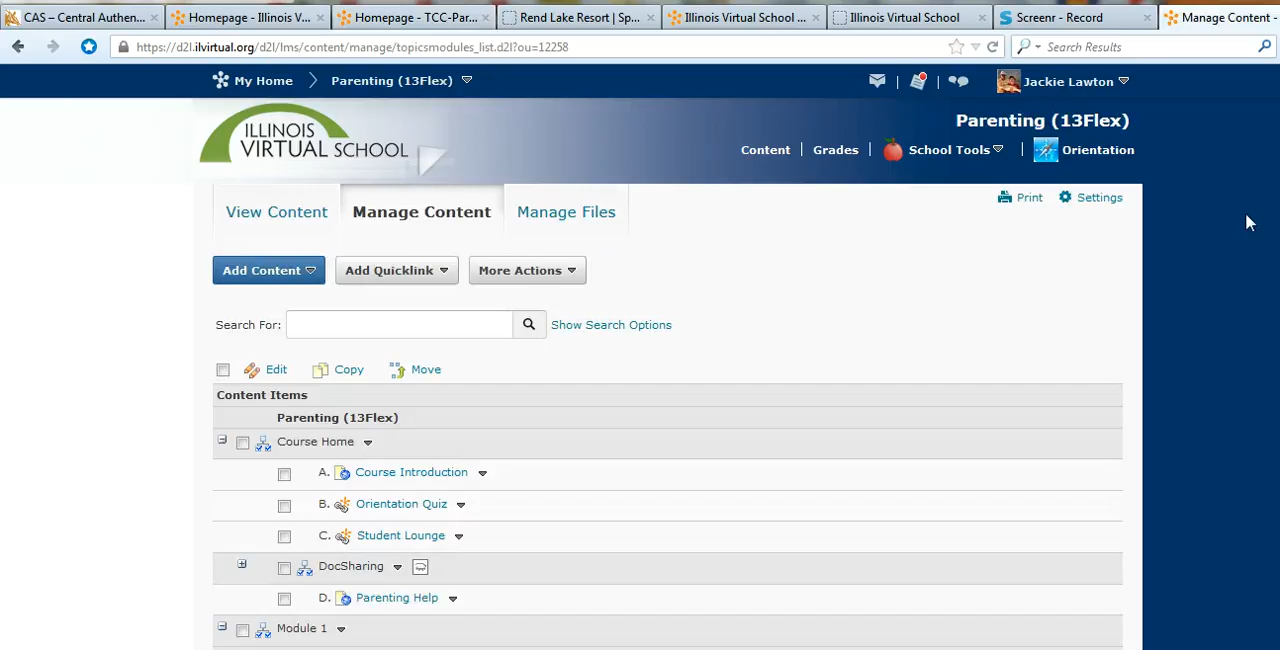 CAS – Central Authen...
Homepage - Illinois V...
Homepage - TCC-Par...
Rend Lake Resort | Sp...
Illinois Virtual School ...
Illinois Virtual School
Screenr - Record
Manage Content -
https://d2l.ilvirtual.org/d2l/lms/content/manage/topicsmodules_list.d2l?ou=12258
Search Results
My Home
Parenting (13Flex)
Jackie Lawton
ILLINOIS
VIRTUAL SCHOOL
Parenting (13Flex)
Content | Grades | School Tools | Orientation
View Content
Manage Content
Manage Files
Print
Settings
Add Content
Add Quicklink
More Actions
Search For:
Show Search Options
Edit
Copy
Move
Content Items
Parenting (13Flex)
Course Home
A. Course Introduction
B. Orientation Quiz
C. Student Lounge
DocSharing
D. Parenting Help
Module 1